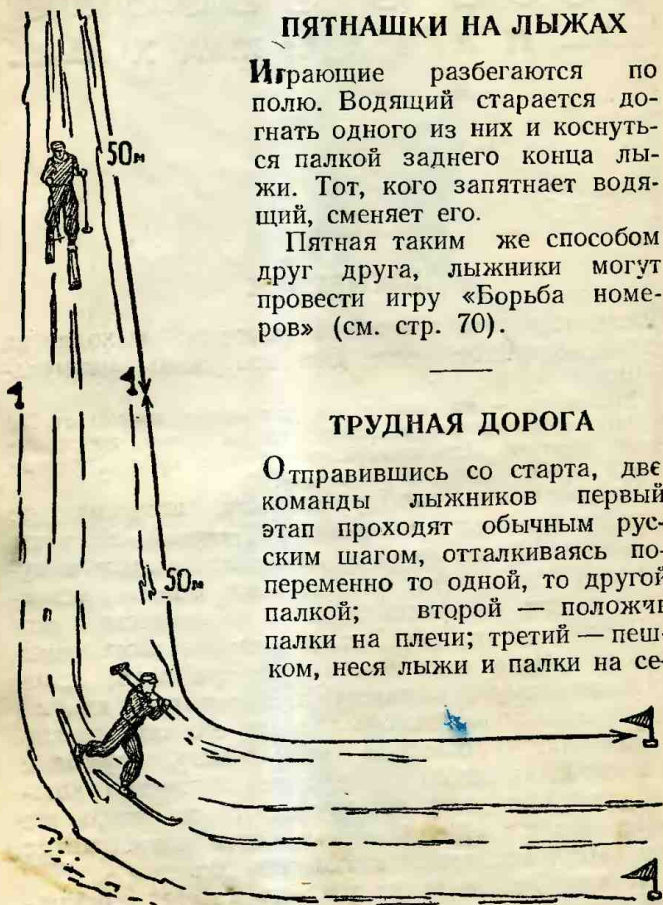 ПЯТНАШКИ НА ЛЫЖАХ
Играющие разбегаются по
полю. Водящий старается до-
гнать одного из них и коснуть-
ся палкой заднего конца лы-
жи. Тот, кого запятнает водя-
щий, сменяет его.
Пятная таким же способом
друг друга, лыжники могут
провести игру «Борьба номе-
ров» (см. стр. 70).
ТРУДНАЯ ДОРОГА
Отправившись со старта, две
команды лыжников первый
этап проходят обычным рус-
ским шагом, отталкиваясь по-
переменно то одной, то другой
палкой; второй — положив
палки на плечи; третий — пеш-
ком, неся лыжи и палки на се-
50м
50м